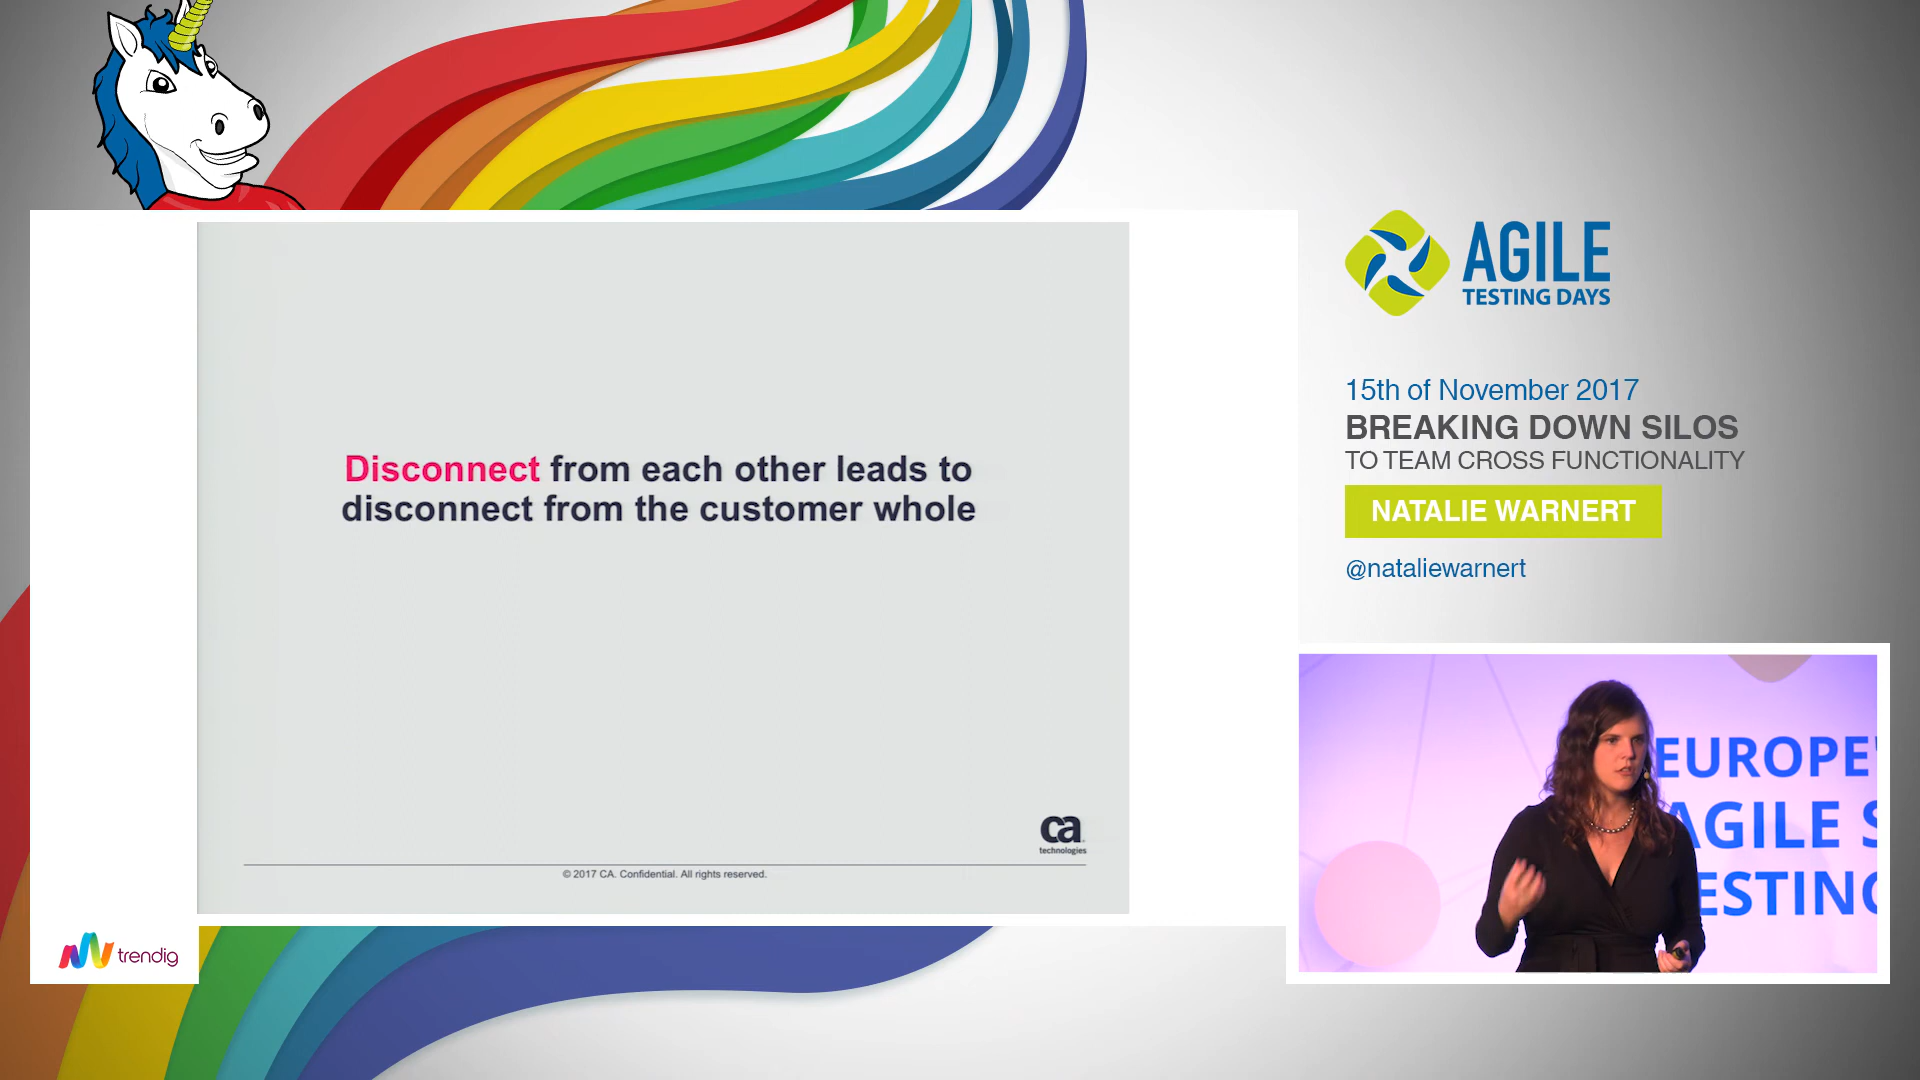 Disconnect from each other leads to
disconnect from the customer whole
ca
technologies
© 2017 CA. Confidential. All rights reserved.
trendig
AGILE
TESTING DAYS
15th of November 2017
BREAKING DOWN SILOS
TO TEAM CROSS FUNCTIONALITY
NATALIE WARNERT
@nataliewarnert
EUROPE'
AGILE S
ESTING